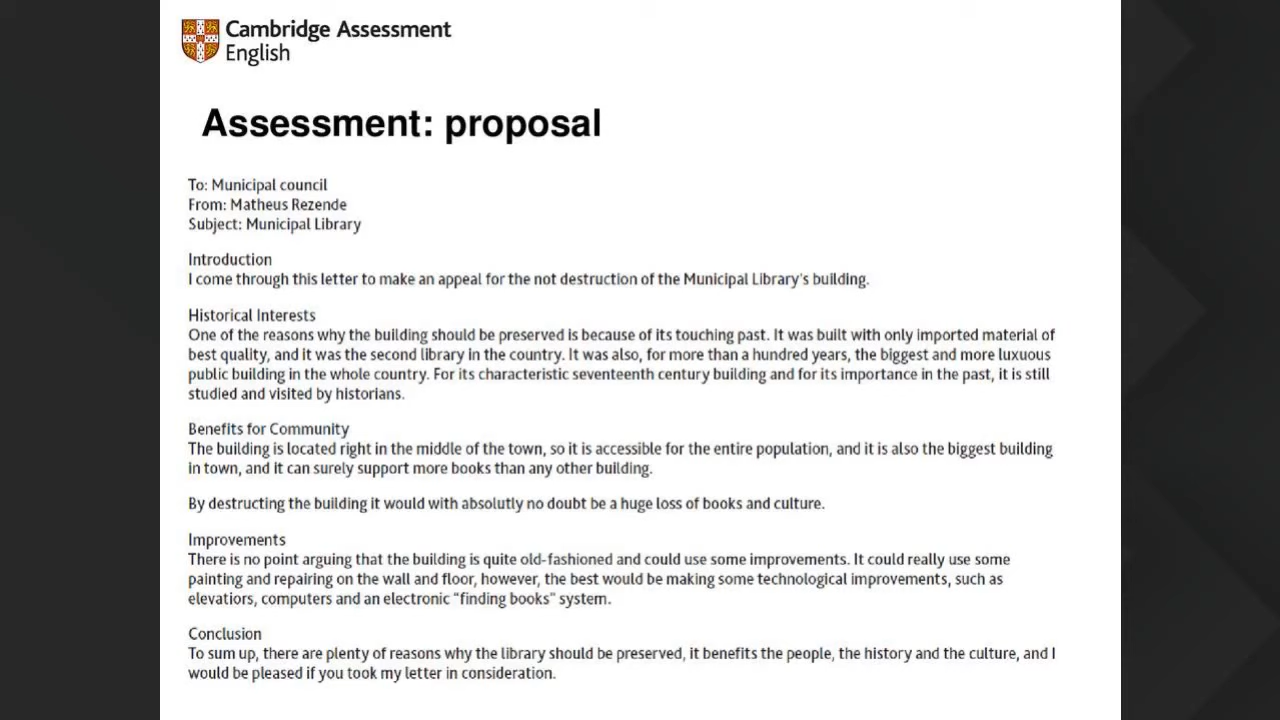 Cambridge Assessment
English
Assessment: proposal
To: Municipal council
From: Matheus Rezende
Subject: Municipal Library
Introduction
I come through this letter to make an appeal for the not destruction of the Municipal Library's building.
Historical Interests
One of the reasons why the building should be preserved is because of its touching past. It was built with only imported material of
best quality, and it was the second library in the country. It was also, for more than a hundred years, the biggest and more luxuous
public building in the whole country. For its characteristic seventeenth century building and for its importance in the past, it is still
studied and visited by historians.
Benefits for Community
The building is located right in the middle of the town, so it is accessible for the entire population, and it is also the biggest building
in town, and it can surely support more books than any other building.
By destructing the building it would with absolutly no doubt be a huge loss of books and culture.
Improvements
There is no point arguing that the building is quite old-fashioned and could use some improvements. It could really use some
painting and repairing on the wall and floor, however, the best would be making some technological improvements, such as
elevatiors, computers and an electronic "finding books" system.
Conclusion
To sum up, there are plenty of reasons why the library should be preserved, it benefits the people, the history and the culture, and I
would be pleased if you took my letter in consideration.